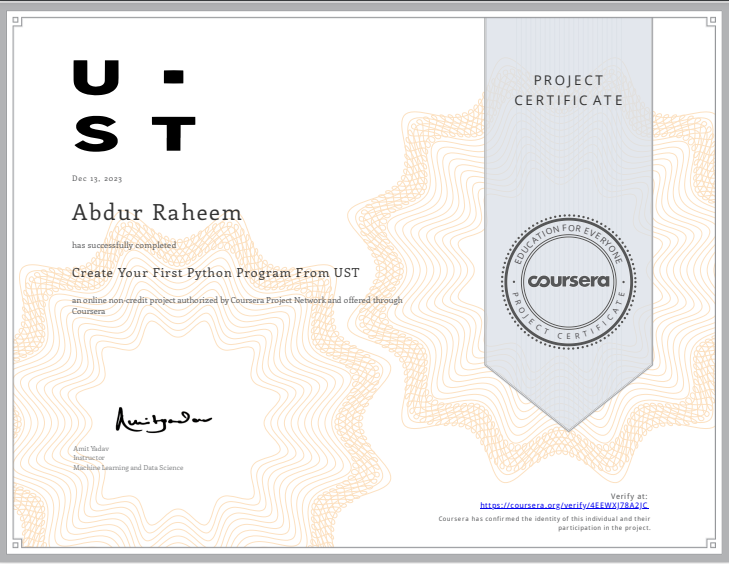 U ·
S T
Dec 13, 2023
Abdur Raheem
has successfully completed
Create Your First Python Program From UST
an online non-credit project authorized by Coursera Project Network and offered through
Coursera
Amit Yadav
Instructor
Machine Learning and Data Science
PROJECT
CERTIFICATE
EDUCATION FOR EVERYONE
coursera
PROJECT CERTIFICATE
Verify at:
https://coursera.org/verify/4EEWXJ78A2JC
Coursera has confirmed the identity of this individual and their
participation in the project.